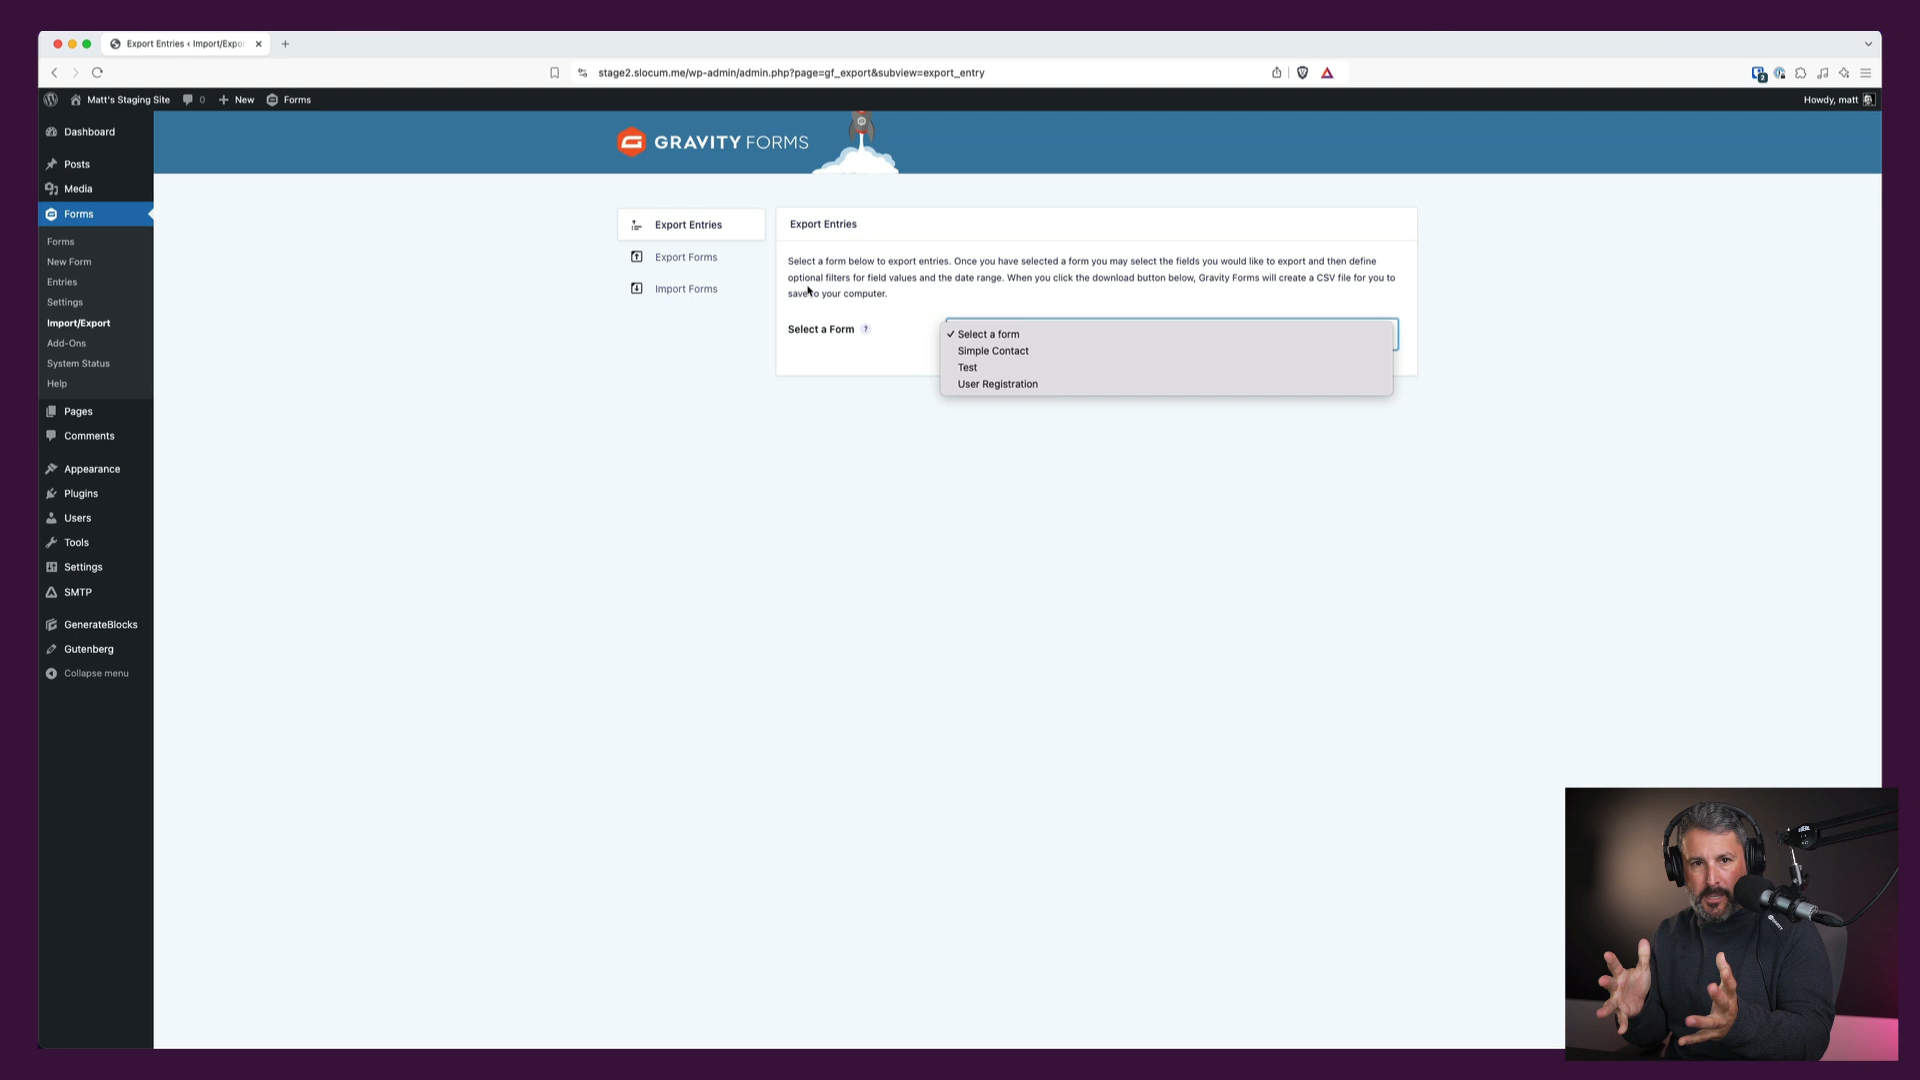 Export Entries ‹ Import/Expor
stage2.slocum.me/wp-admin/admin.php?page=gf_export&subview=export_entry
2
Matt's Staging Site
0
New
Forms
Howdy, matt
Dashboard
Posts
Media
Forms
Forms
New Form
Entries
Settings
Import/Export
Add-Ons
System Status
Help
Pages
Comments
Appearance
Plugins
Users
Tools
Settings
SMTP
GenerateBlocks
Gutenberg
Collapse menu
GRAVITY FORMS
Export Entries
Export Forms
Import Forms
Export Entries
Select a form below to export entries. Once you have selected a form you may select the fields you would like to export and then define
optional filters for field values and the date range. When you click the download button below, Gravity Forms will create a CSV file for you to
save to your computer.
Select a Form ?
✓ Select a form
Simple Contact
Test
User Registration